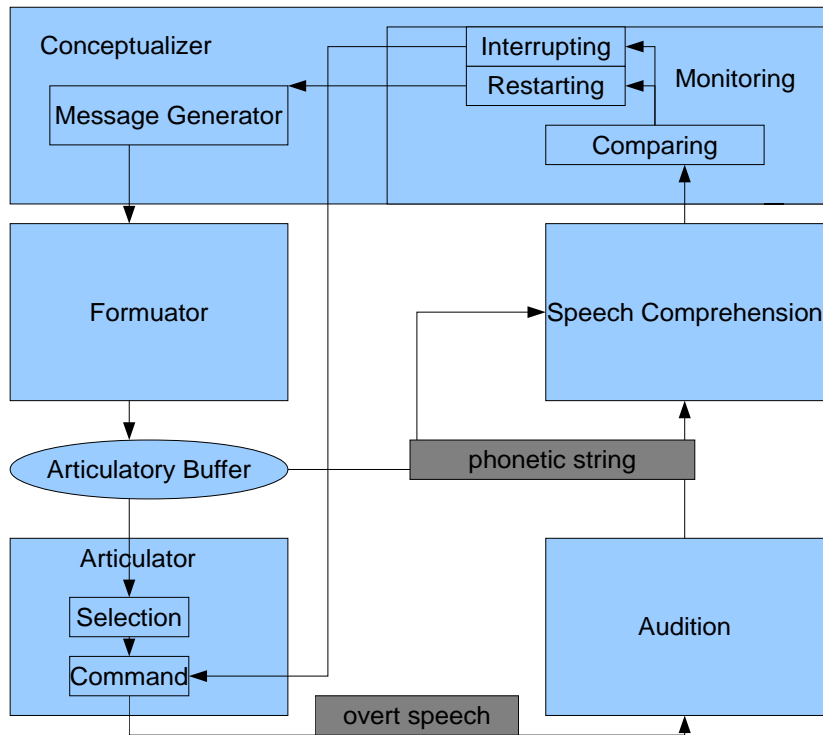 Conceptualizer
Interrupting
Restarting
Monitoring
Message Generator
Comparing
Formuator
Speech Comprehension
Articulatory Buffer
phonetic string
Articulator
Selection
Audition
Command
overt speech